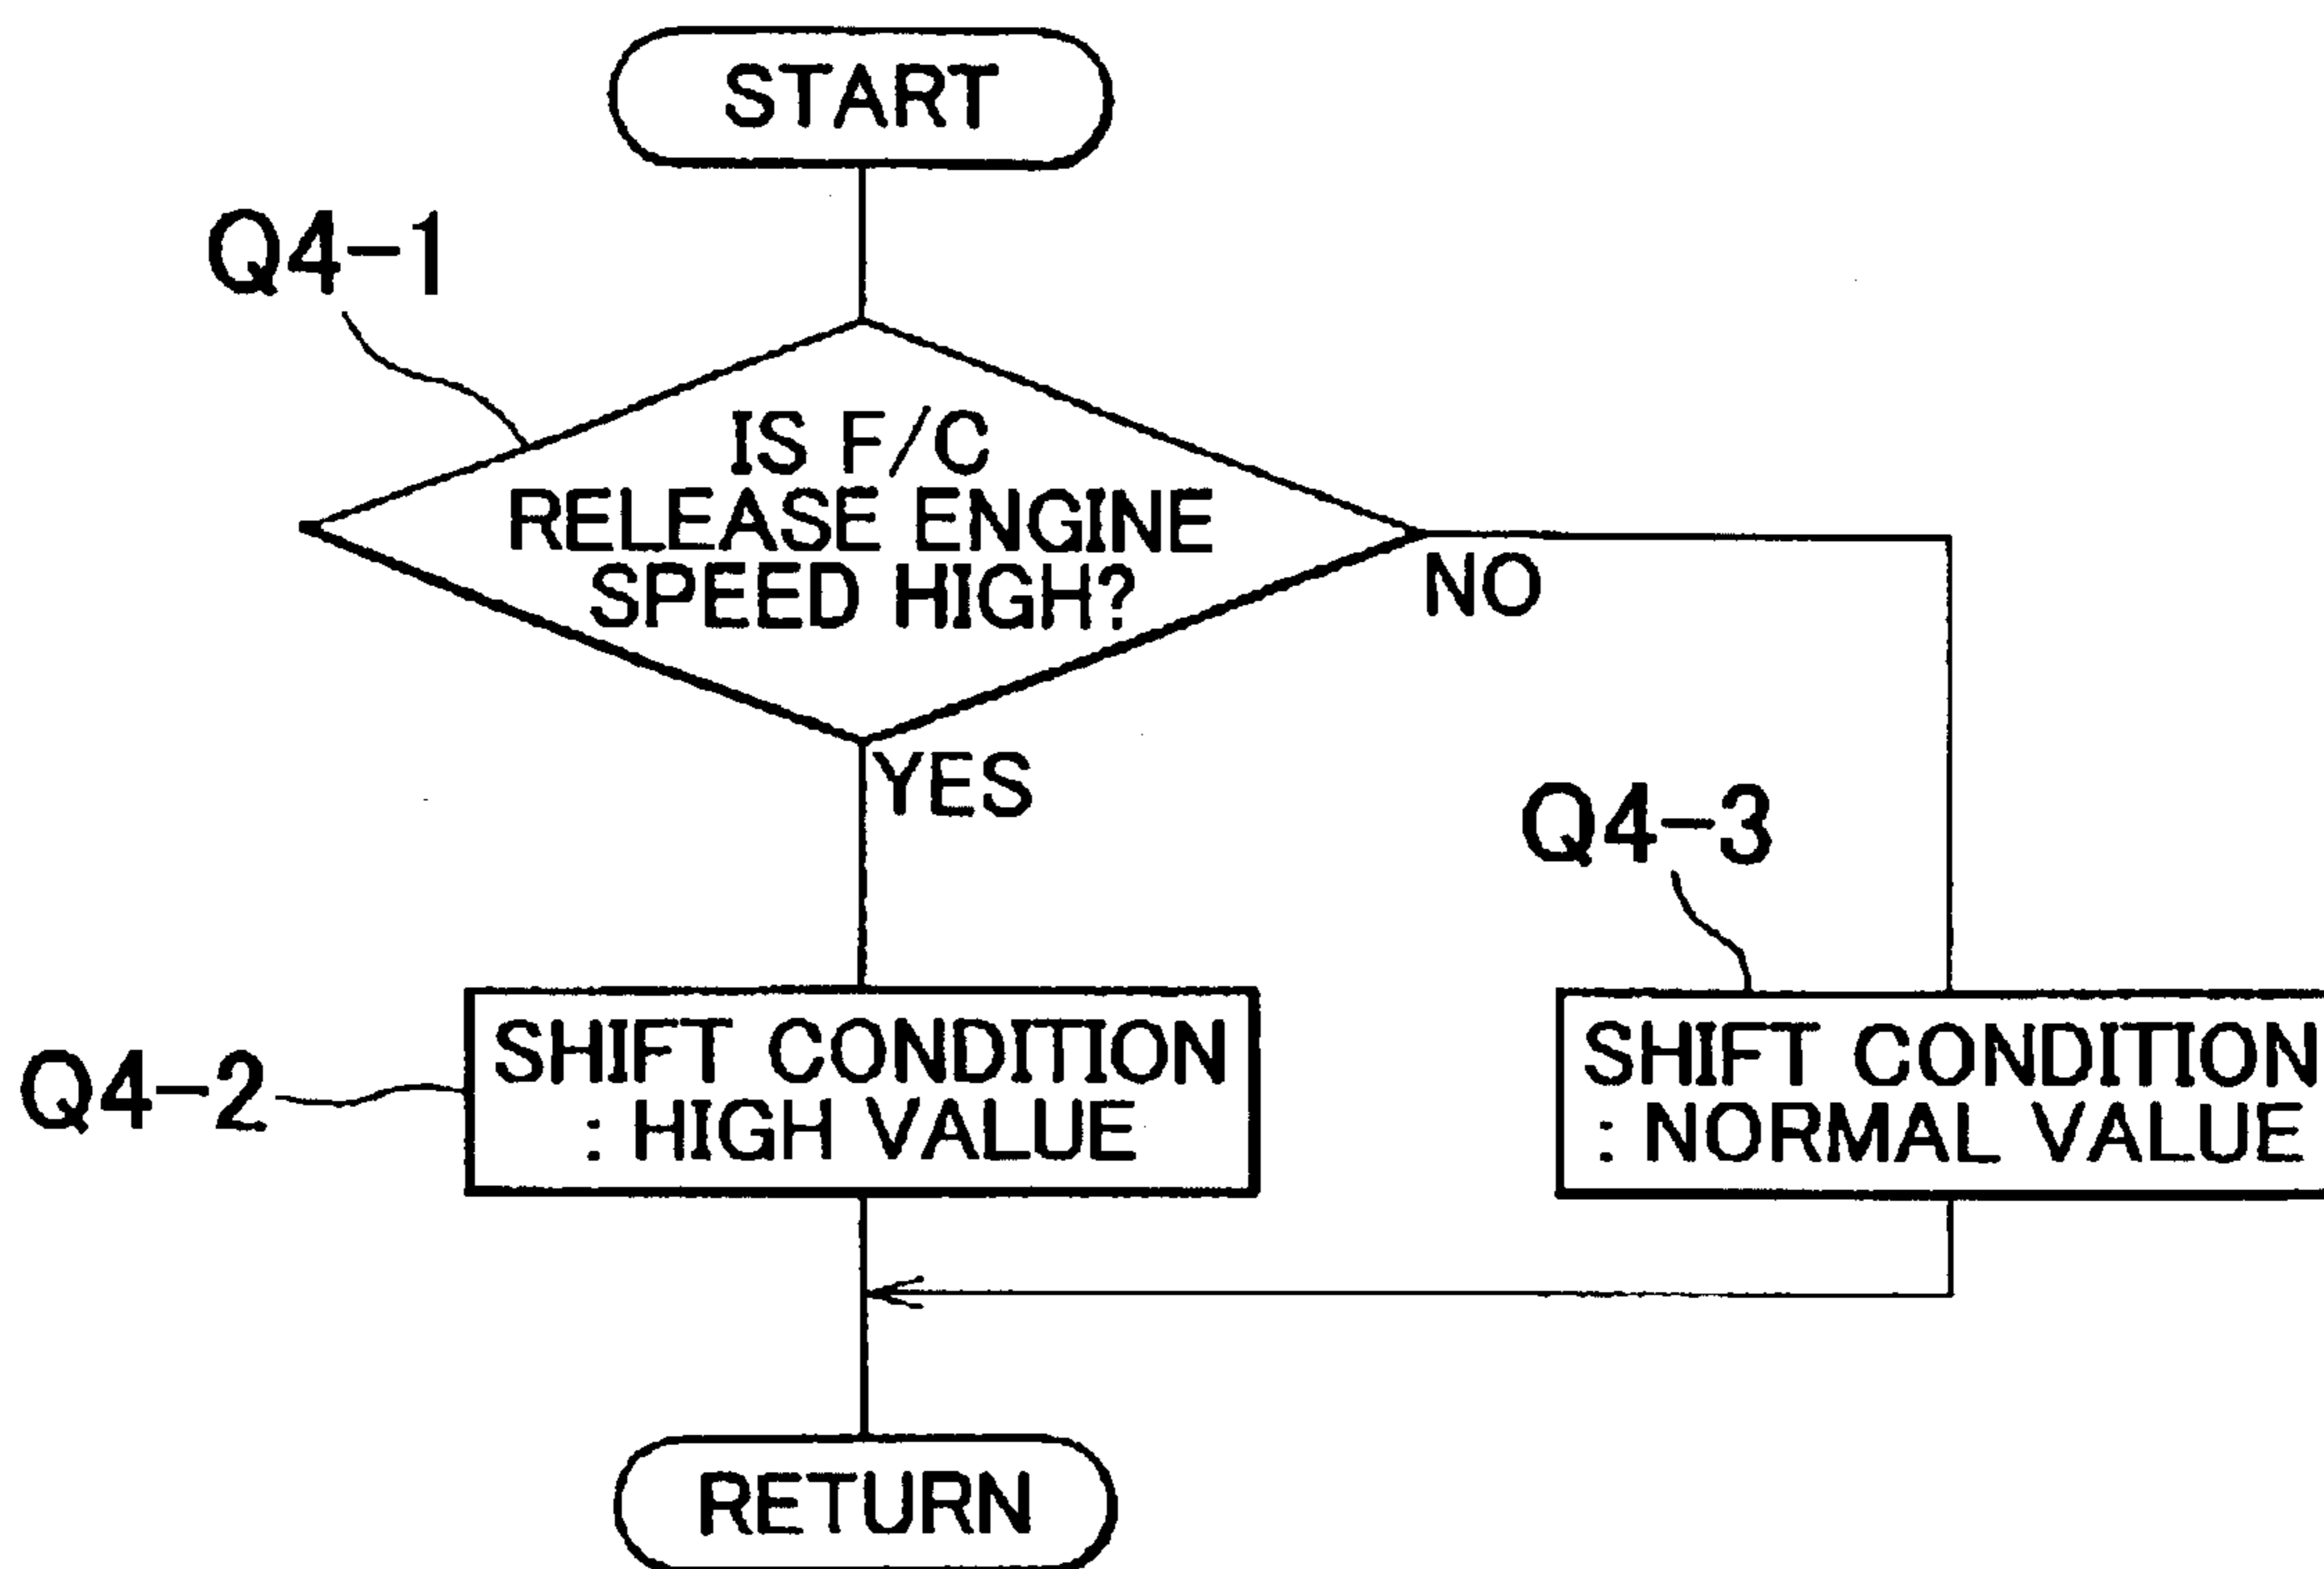 START
Q4-1
IS F/C
RELEASE ENGINE
SPEED HIGH?
NO
YES
Q4-3
Q4-2
SHIFT CONDITION
: HIGH VALUE
SHIFT CONDITION
: NORMAL VALUE
RETURN